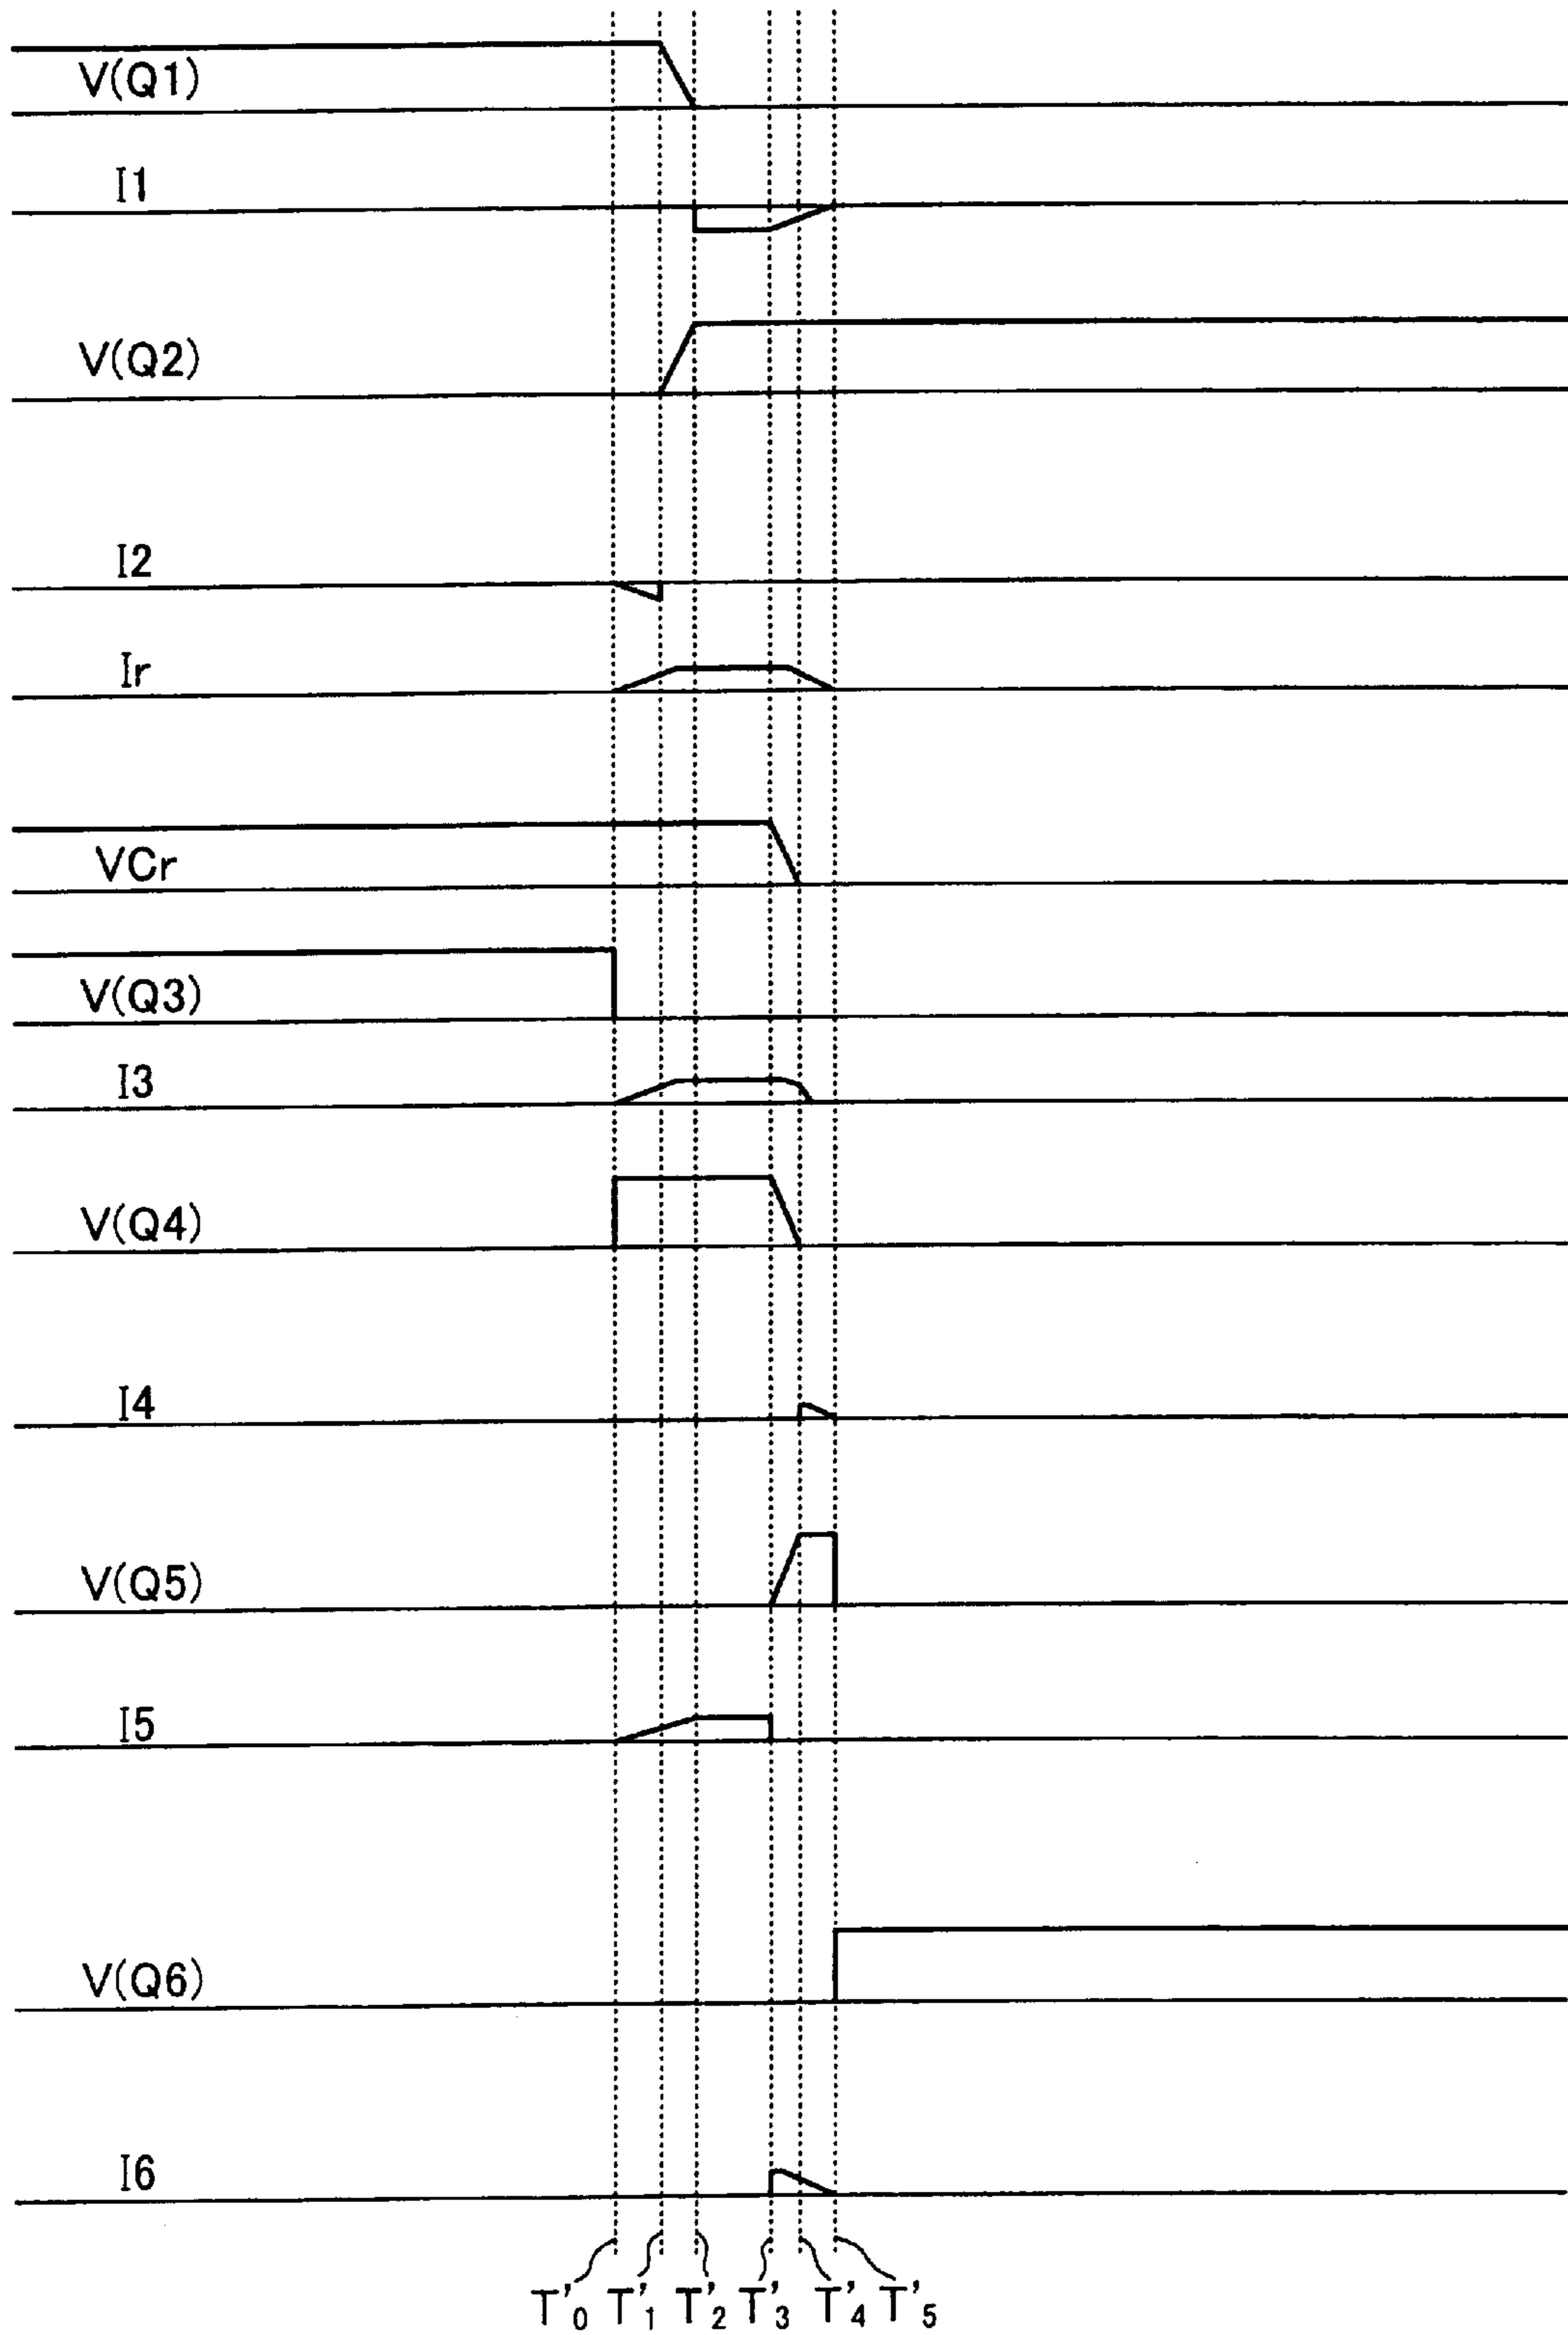 V(Q1)
I1
V(Q2)
I2
Ir
VCr
V(Q3)
I3
V(Q4)
I4
V(Q5)
I5
V(Q6)
I6
T'0 T'1 T'2 T'3 T'4 T'5